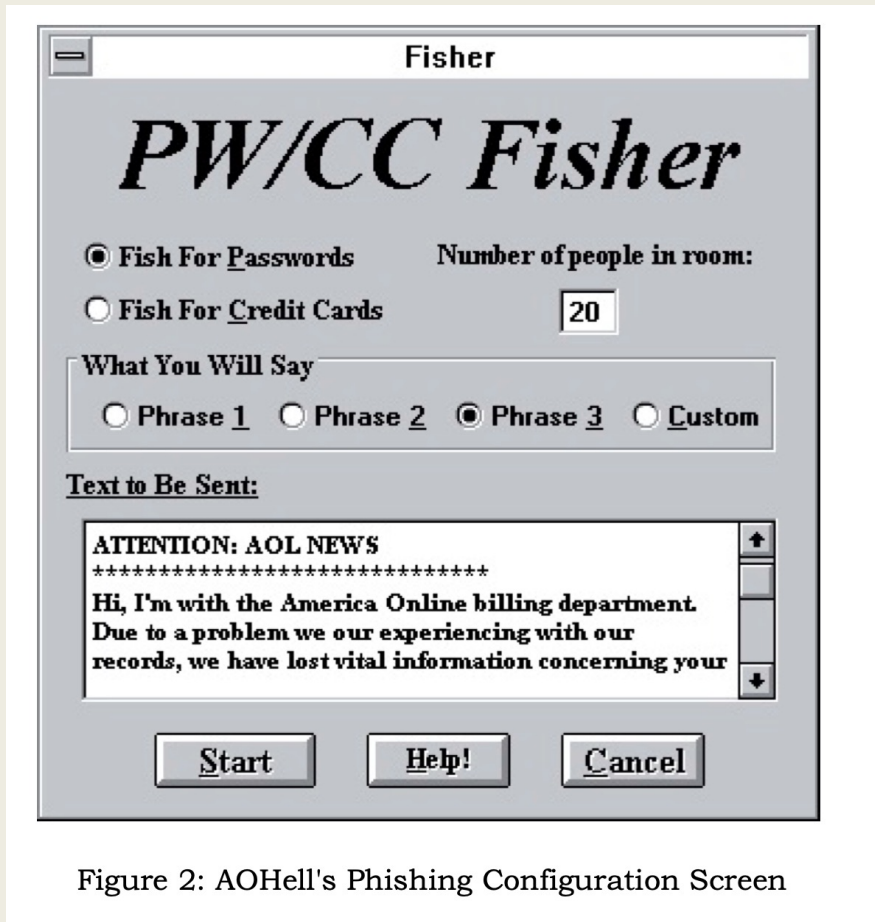 Fisher
PW/CC Fisher
Fish For Passwords
Number of people in room:
Fish For Credit Cards
20
What You Will Say
Phrase 1
Phrase 2
Phrase 3
Custom
Text to Be Sent:
ATTENTION: AOL NEWS
******************************
Hi, I'm with the America Online billing department.
Due to a problem we our experiencing with our
records, we have lost vital information concerning your
Start
Help!
Cancel
Figure 2: AOHell's Phishing Configuration Screen